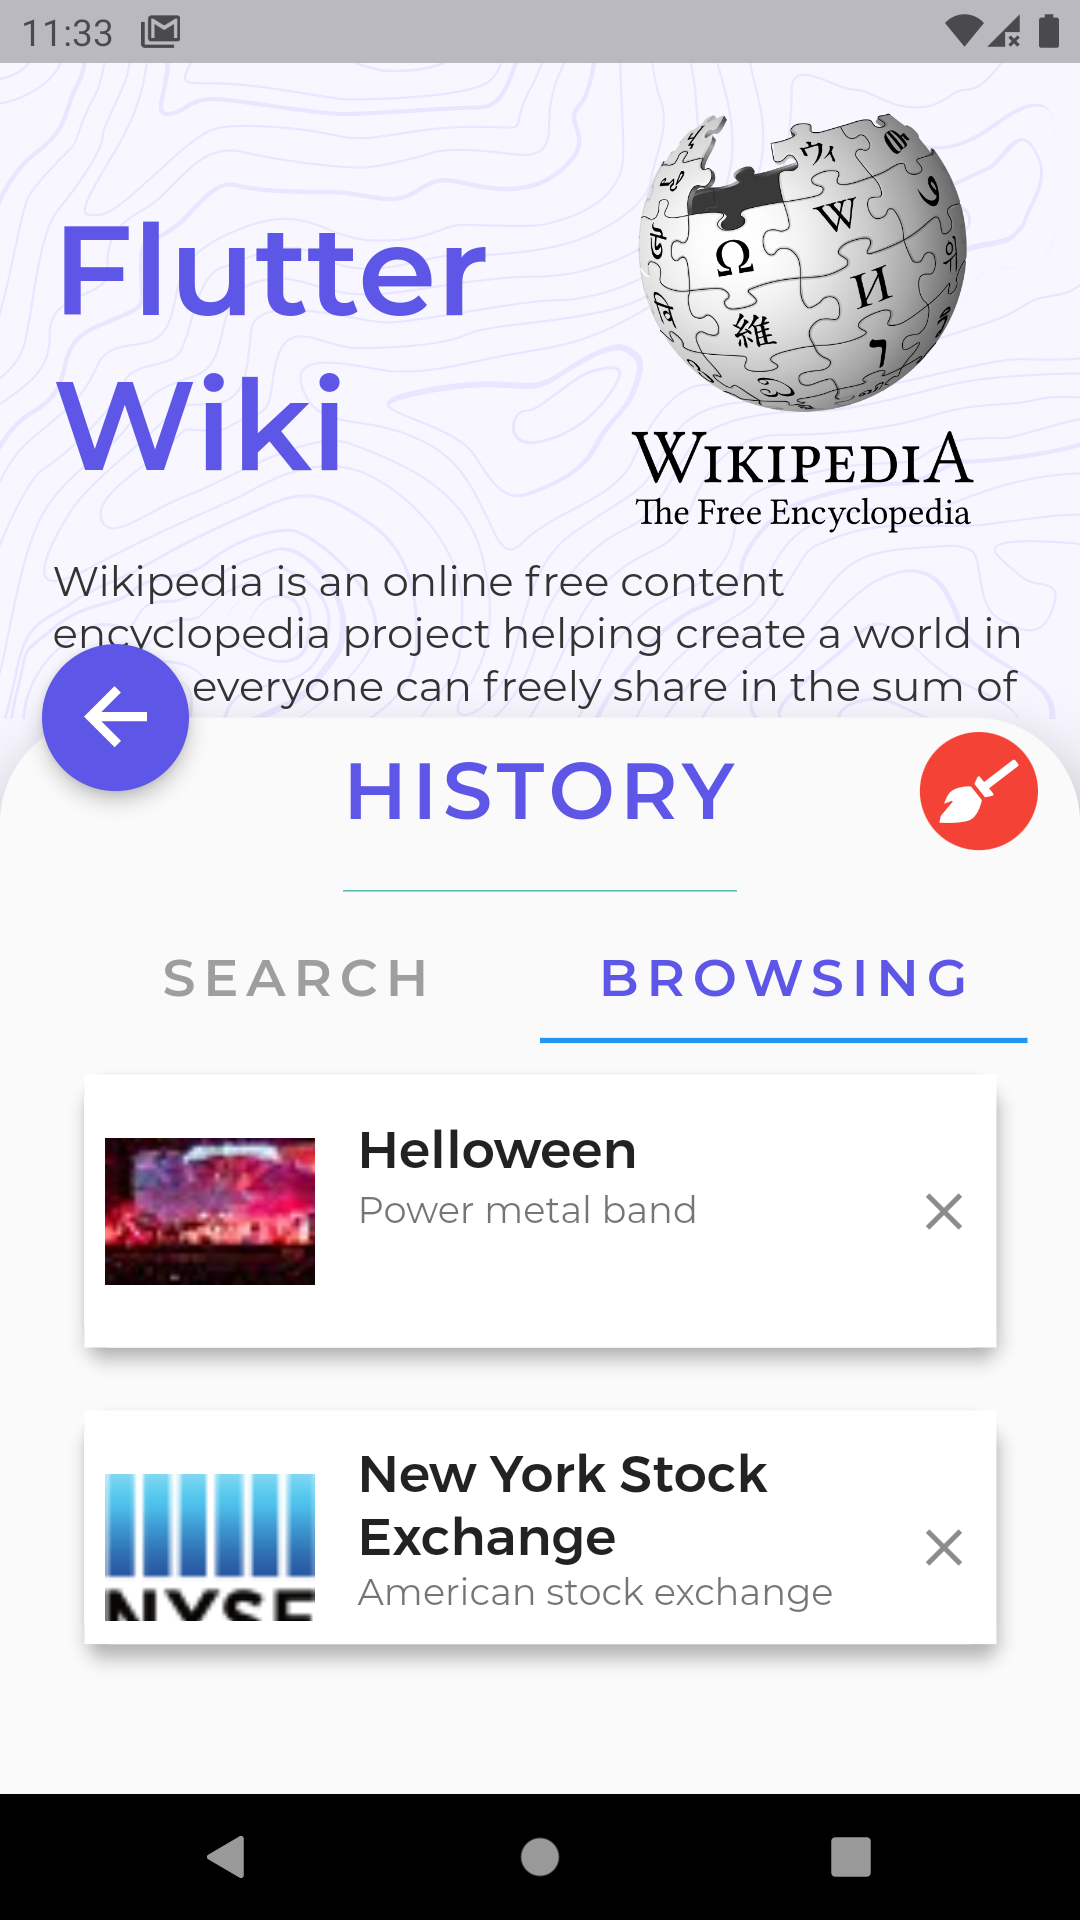 11:33
Flutter
Wiki
WIKIPEDIA
The Free Encyclopedia
Wikipedia is an online free content
encyclopedia project helping create a world in
everyone can freely share in the sum of
HISTORY
SEARCH
BROWSING
Helloween
Power metal band
New York Stock
Exchange
American stock exchange
NYSE